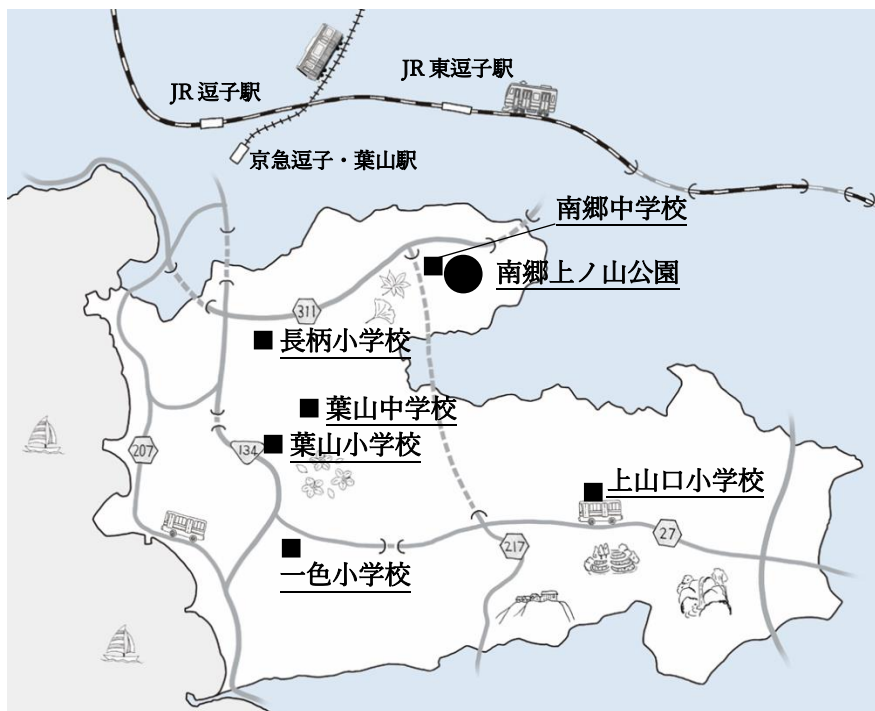 JR 東逗子駅
JR 逗子駅
京急逗子・葉山駅
南郷中学校
南郷上ノ山公園
311
長柄小学校
葉山中学校
葉山小学校
134
207
上山口小学校
27
217
一色小学校